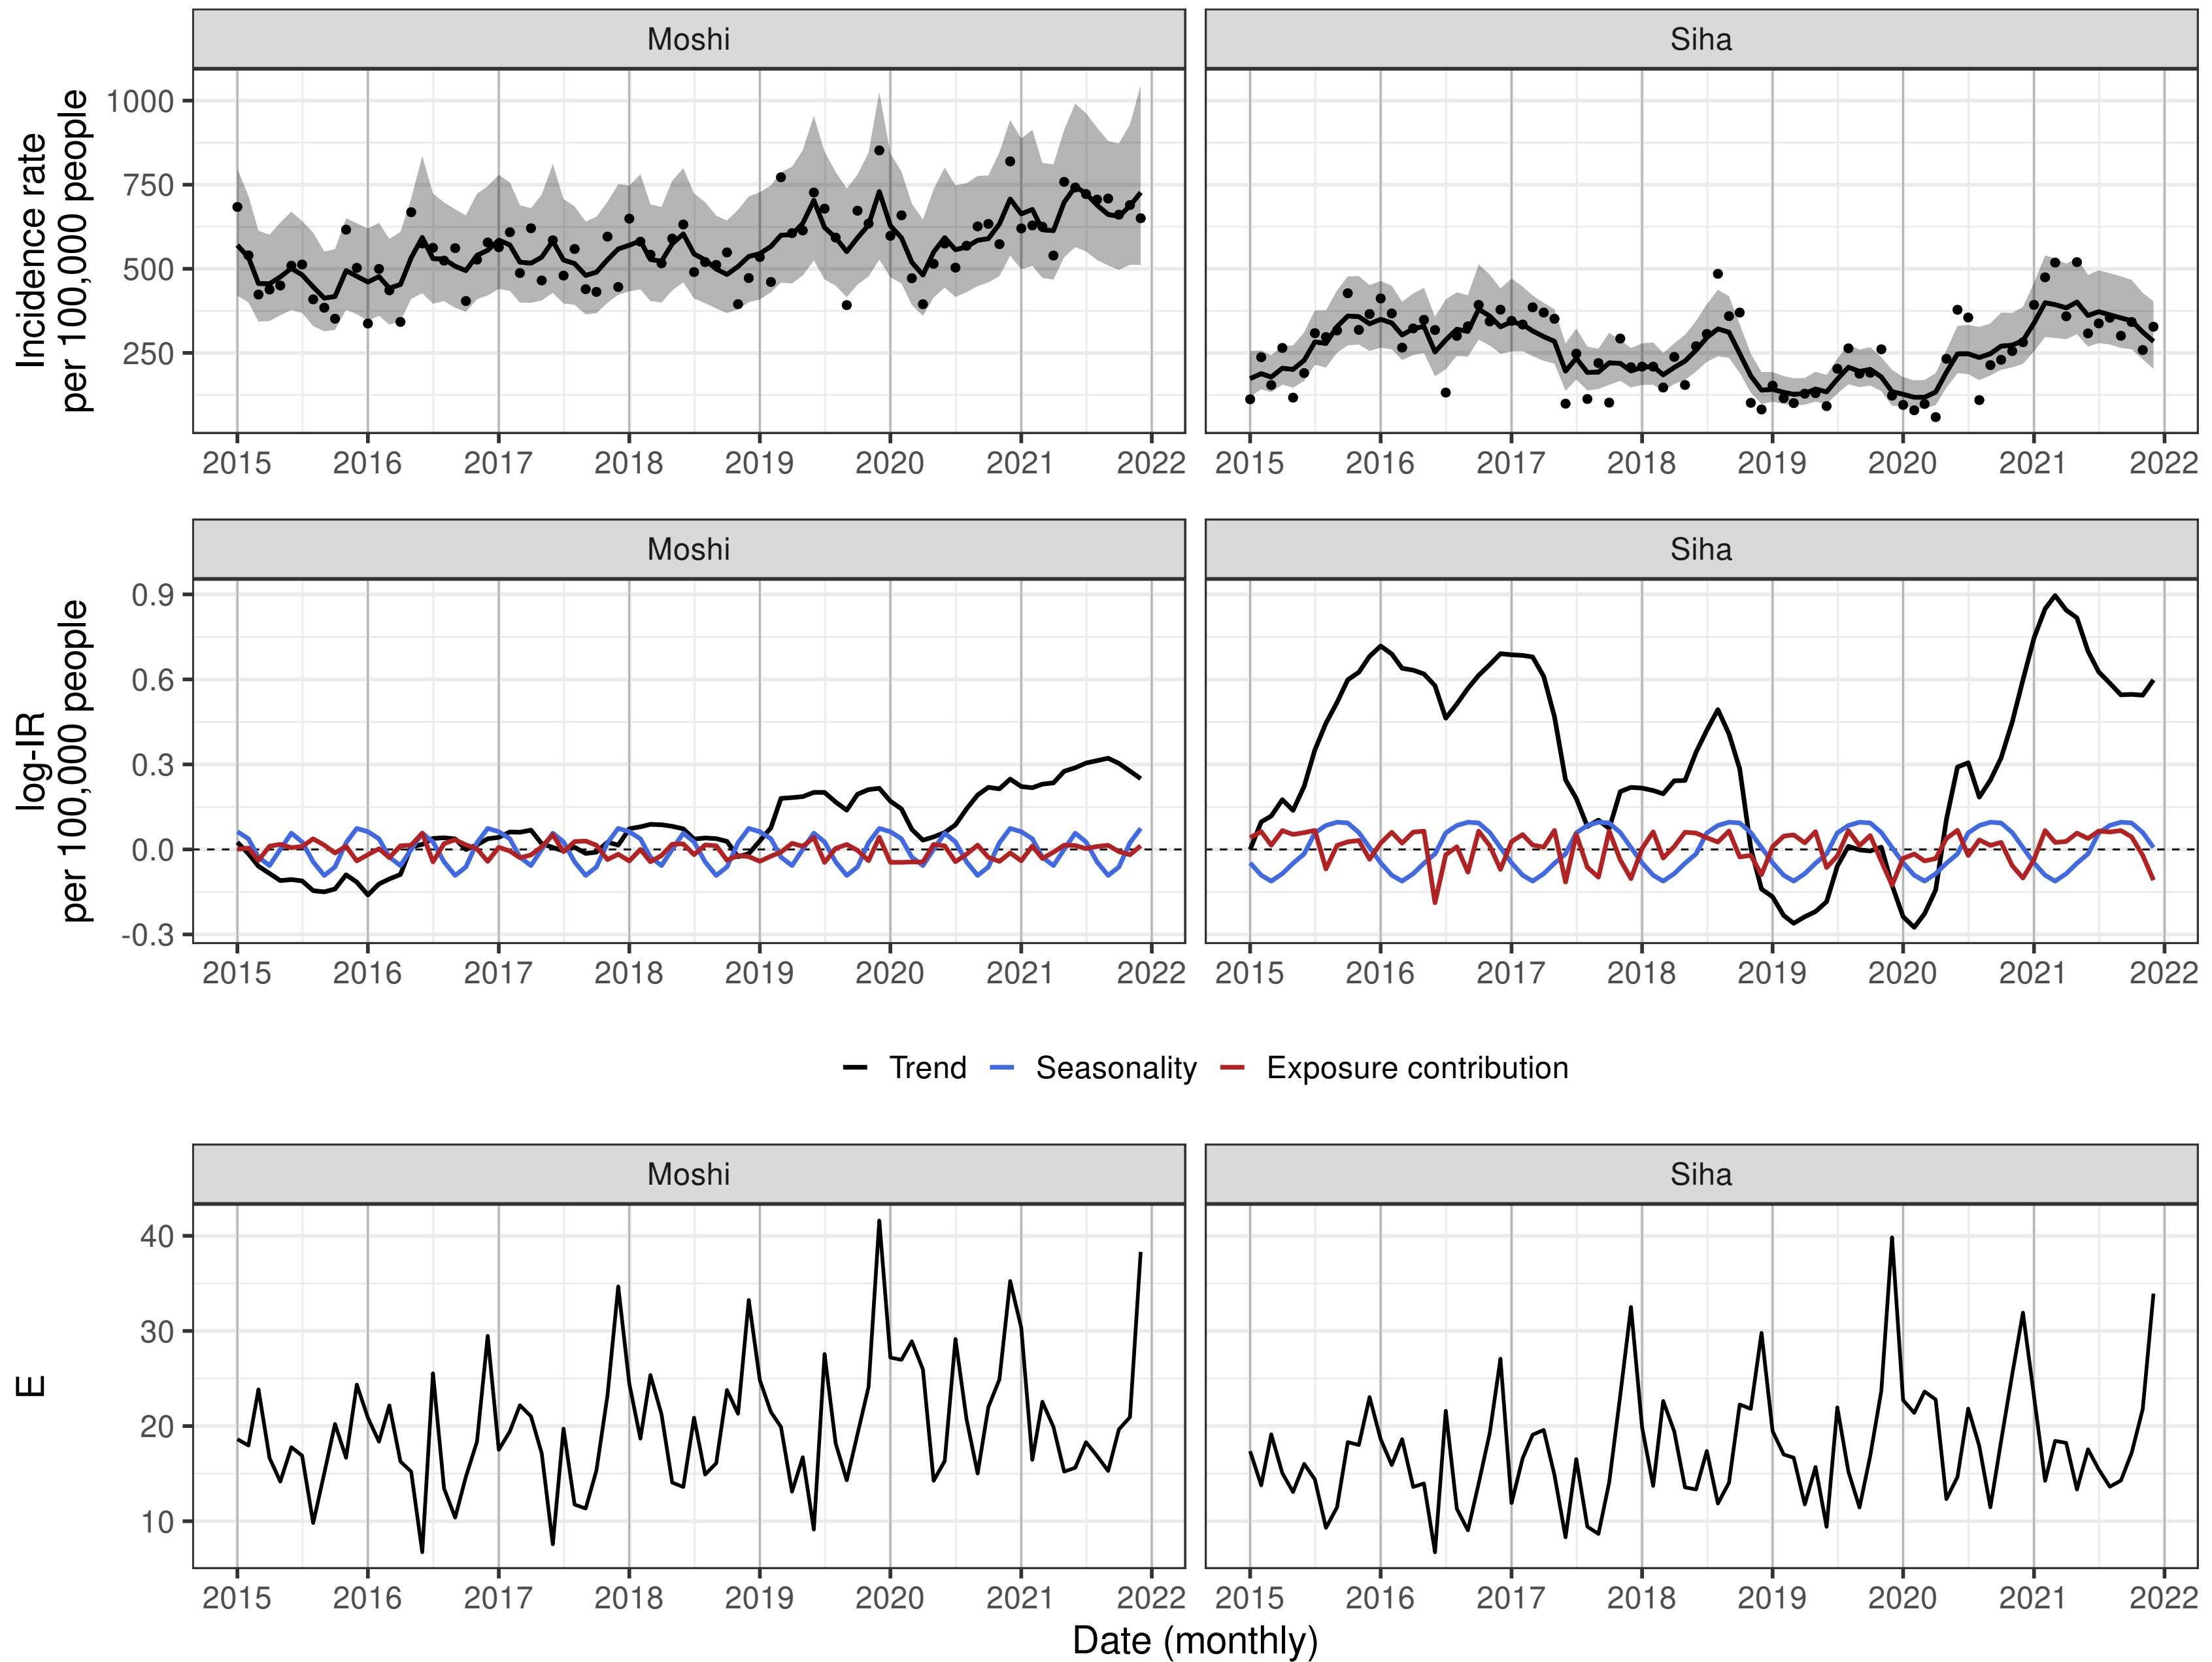 Moshi Siha
Incidence rate
per 100,000 people
1000
750
500
250
2015 2016 2017 2018 2019 2020 2021 2022 2015 2016 2017 2018 2019 2020 2021 2022
Moshi Siha
log-IR
per 100,000 people
0.9
0.6
0.3
0.0
-0.3
2015 2016 2017 2018 2019 2020 2021 2022 2015 2016 2017 2018 2019 2020 2021 2022
Trend Seasonality Exposure contribution
Moshi Siha
E
40
30
20
10
2015 2016 2017 2018 2019 2020 2021 2022 2015 2016 2017 2018 2019 2020 2021 2022
Date (monthly)